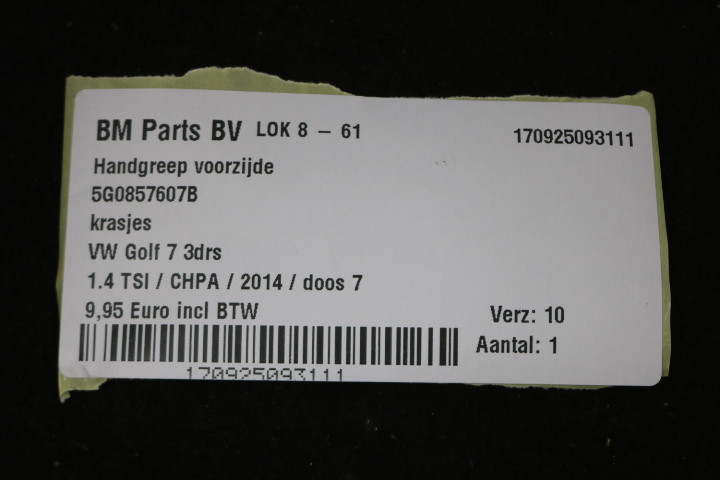 BM Parts BV LOK 8 – 61 170925093111
Handgreep voorzijde
5G0857607B
krasjes
VW Golf 7 3drs
1.4 TSI / CHPA / 2014 / doos 7
9,95 Euro incl BTW Verz: 10
Aantal: 1
170925093111